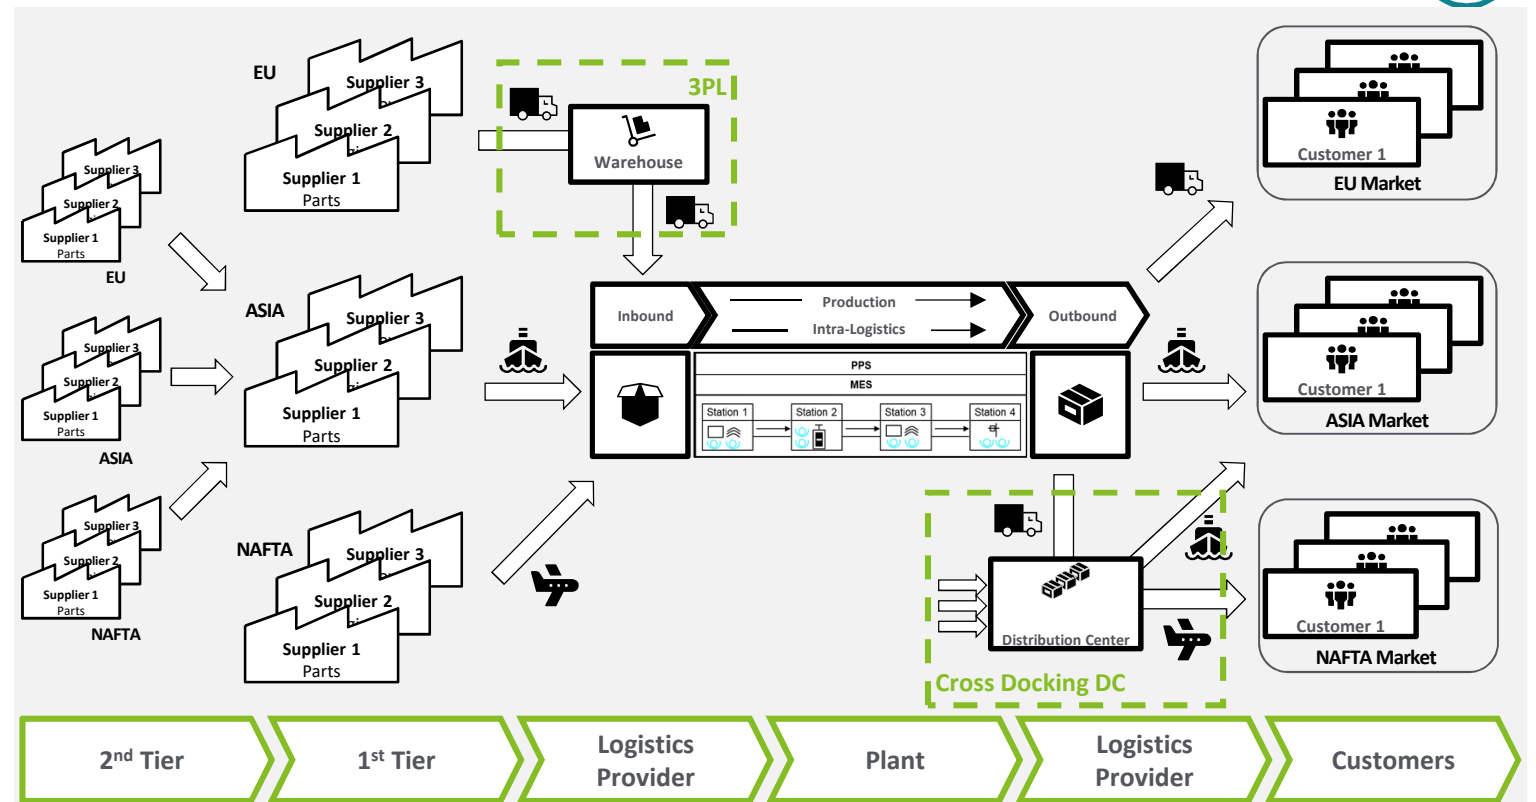 EU
Supplier 3
Supplier 2
Supplier 1
Parts
3PL
Warehouse
Customer 1
EU Market
Supplier 3
Supplier 2
Supplier 1
Parts
EU
ASIA
Supplier 3
Supplier 2
Supplier 1
Parts
Inbound
Production
Intra-Logistics
Outbound
PPS
MES
Station 1
Station 2
Station 3
Station 4
Customer 1
ASIA Market
Supplier 3
Supplier 2
Supplier 1
Parts
ASIA
NAFTA
Supplier 3
Supplier 2
Supplier 1
Parts
Supplier 3
Supplier 2
Supplier 1
Parts
NAFTA
Distribution Center
Cross Docking DC
Customer 1
NAFTA Market
2nd Tier
1st Tier
Logistics
Provider
Plant
Logistics
Provider
Customers